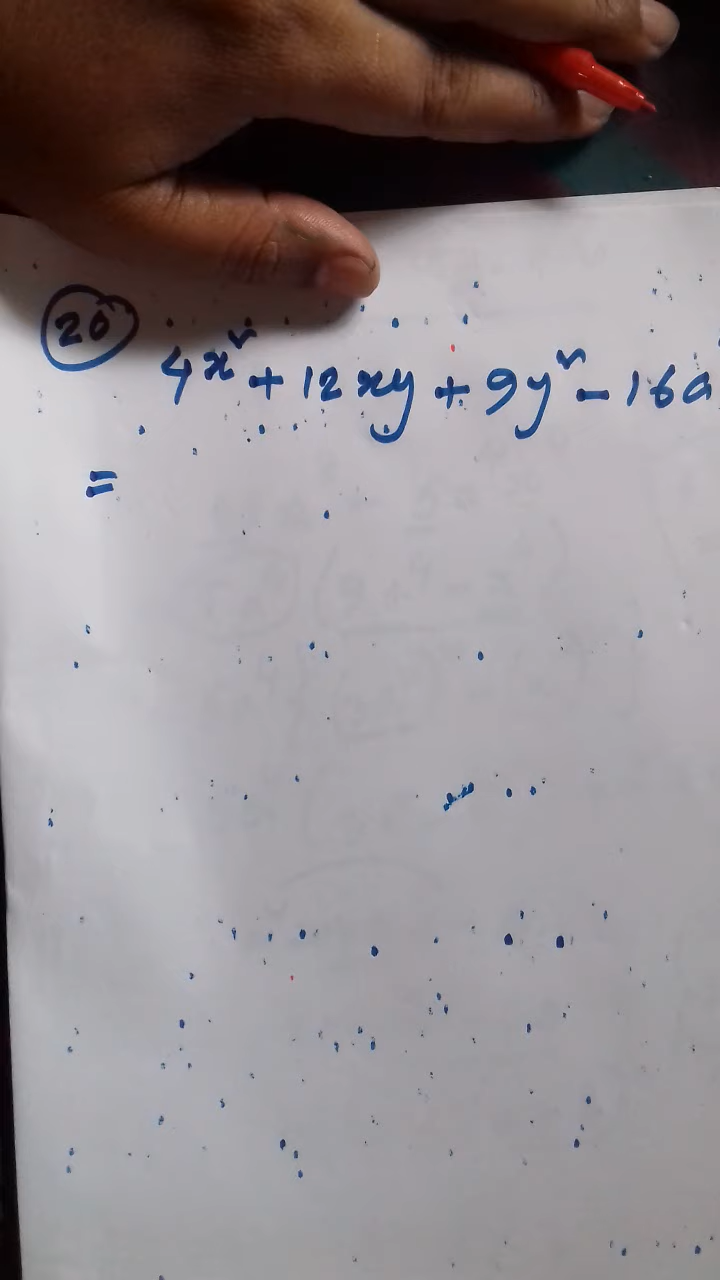 20
4x² + 12xy + 9y² - 16a
=